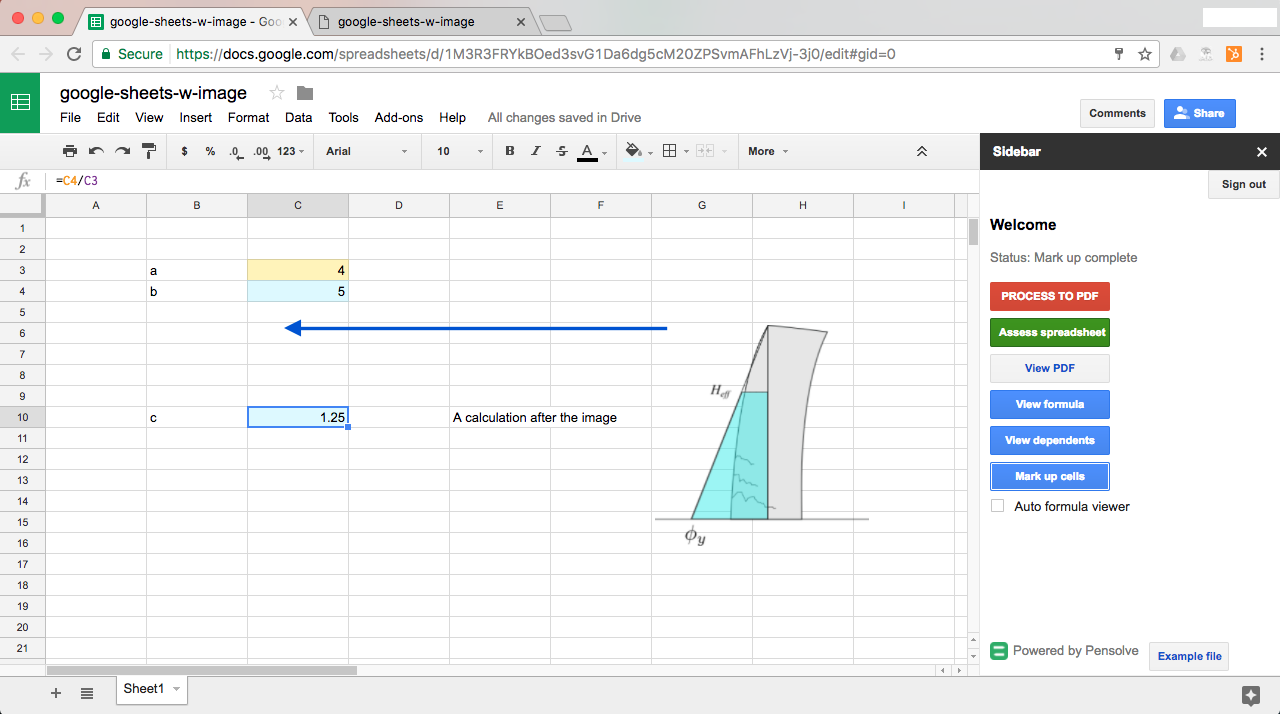 google-sheets-w-image - Goo
google-sheets-w-image
Secure https://docs.google.com/spreadsheets/d/1M3R3FRYkBOed3svG1Da6dg5cM20ZPSvmAFhLzVj-3j0/edit#gid=0
google-sheets-w-image
File Edit View Insert Format Data Tools Add-ons Help All changes saved in Drive
Comments Share
$ % .0 .00 123 Arial 10 B I S A More
Sidebar
Sign out
fx =C4/C3
A B C D E F G H I
1
2
3 a 4
4 b 5
5
6
7
8
9
10 c 1.25 A calculation after the image
11
12
13
14
15
16
17
18
19
20
21
Heff
ϕy
Welcome
Status: Mark up complete
PROCESS TO PDF
Assess spreadsheet
View PDF
View formula
View dependents
Mark up cells
Auto formula viewer
Powered by Pensolve Example file
Sheet1